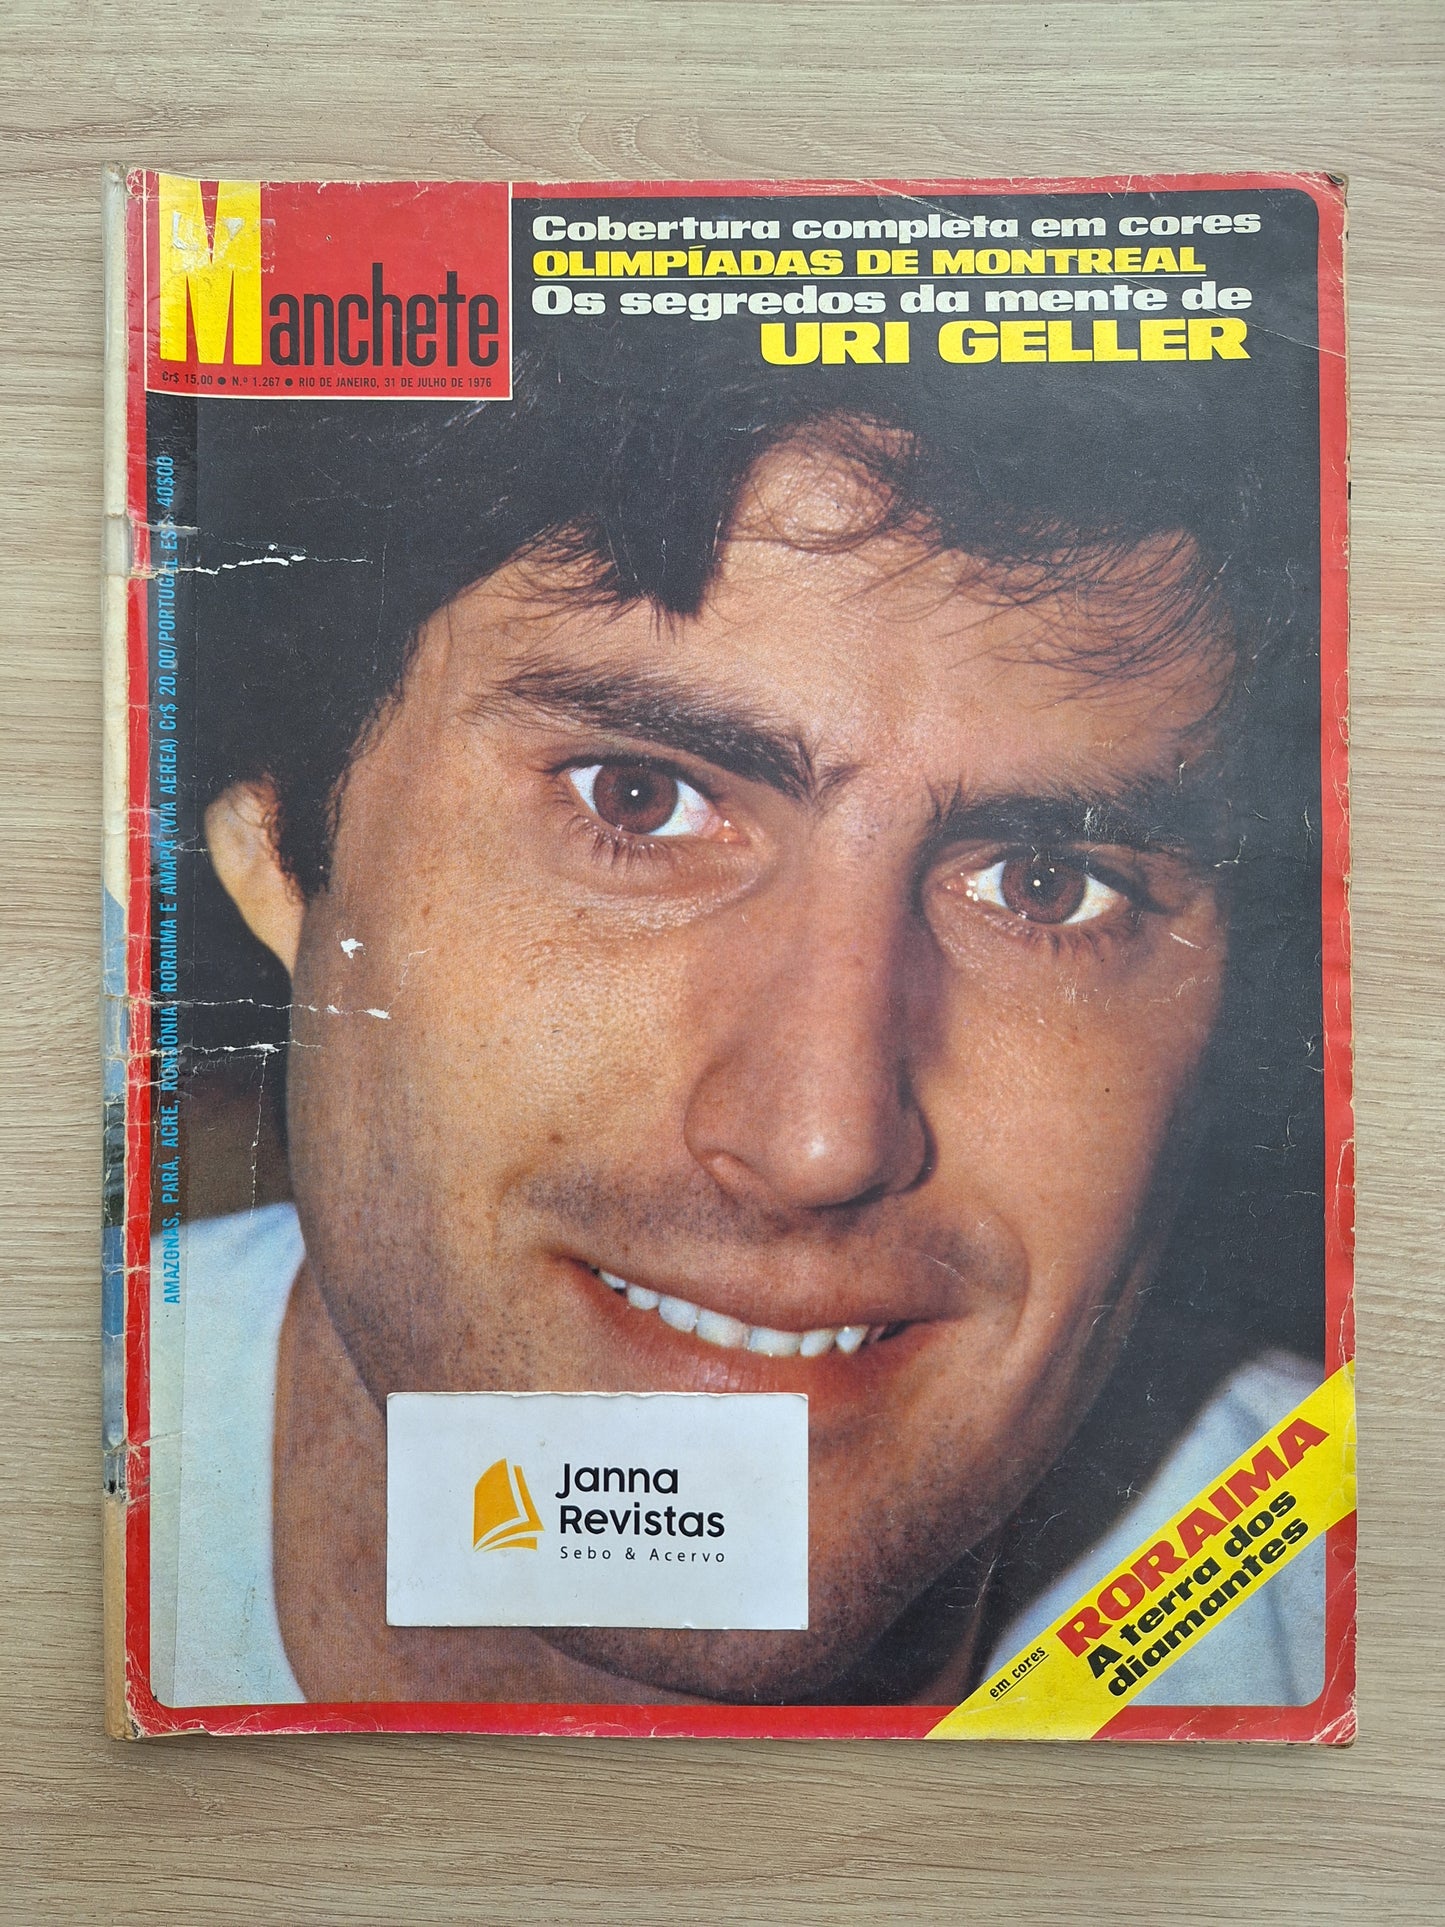 Manchete
Cr$ 15,00 ● N.º 1.267 ● RIO DE JANEIRO, 31 DE JULHO DE 1976
Cobertura completa em cores
OLIMPÍADAS DE MONTREAL
Os segredos da mente de
URI GELLER
AMAZONAS, PARÁ, ACRE, RONDÔNIA, RORAIMA E AMAPÁ (VIA AÉREA) Cr$ 20,00/PORTUGAL ESC. 40$00
Janna
Revistas
Sebo & Acervo
em cores
RORAIMA
A terra dos
diamantes